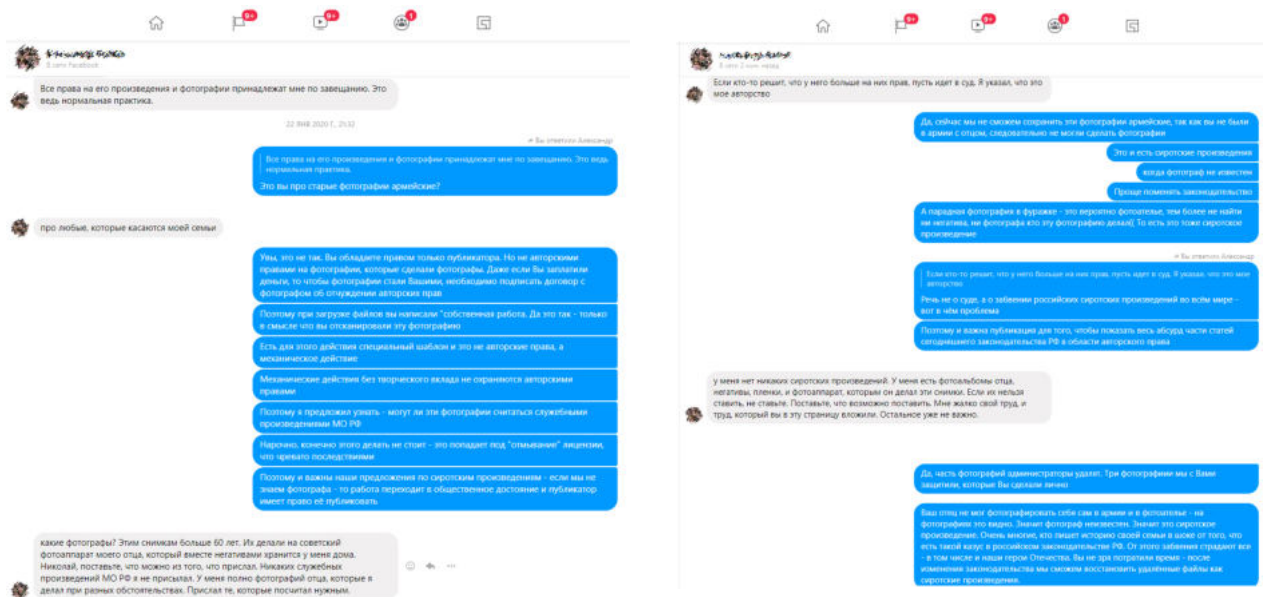 9+
9+
1
Все права на его произведения и фотографии принадлежат мне по завещанию. Это
ведь нормальная практика.
22 ЯНВ 2020 Г., 21:32
Вы ответили Александр
Все права на его произведения и фотографии принадлежат мне по завещанию. Это ведь
нормальная практика.
Это вы про старые фотографии армейские?
про любые, которые касаются моей семьи
Увы, это не так. Вы обладаете правом только публикатора. Но не авторскими
правами на фотографии, которые сделали фотографы. Даже если Вы заплатили
деньги, то чтобы фотографии стали Вашими, необходимо подписать договор с
фотографом об отчуждении авторских прав
Поэтому при загрузке файлов вы написали "собственная работа. Да это так - только
в смысле что вы отсканировали эту фотографию
Есть для этого действия специальный шаблон и это не авторские права, а
механическое действие
Механические действия без творческого вклада не охраняются авторскими
правами
Поэтому я предложил узнать - могут ли эти фотографии считаться служебными
произведениями МО РФ
Нарочно, конечно этого делать не стоит - это попадает под "отмывание" лицензии,
что чревато последствиями
Поэтому и важны наши предложения по сиротским произведениям - если мы не
знаем фотографа - то работа переходит в общественное достояние и публикатор
имеет право её публиковать
какие фотографы? Этим снимкам больше 60 лет. Их делали на советский
фотоаппарат моего отца, который вместе негативами хранится у меня дома.
Николай, поставьте, что можно из того, что прислал. Никаких служебных
произведений МО РФ я не присылал. У меня полно фотографий отца, которые я
делал при разных обстоятельствах. Прислал те, которые посчитал нужным.
9+
9+
1
Если кто-то решит, что у него больше на них прав, пусть идет в суд. Я указал, что это
мое авторство
Да, сейчас мы не сможем сохранить эти фотографии армейские, так как вы не были
в армии с отцом, следовательно не могли сделать фотографии
Это и есть сиротские произведения
когда фотограф не известен
Проще поменять законодательство
А парадная фотография в фуражке - это вероятно фотоателье, тем более не найти
ни негатива, ни фотографа кто эту фотографию делал(( То есть это тоже сиротское
произведение
Вы ответили Александр
Если кто-то решит, что у него больше на них прав, пусть идет в суд. Я указал, что это мое
авторство
Речь не о суде, а о забвении российских сиротских произведений во всём мире -
вот в чём проблема
Поэтому и важна публикация для того, чтобы показать весь абсурд части статей
сегодняшнего законодательства РФ в области авторского права
у меня нет никаких сиротских произведений. У меня есть фотоальбомы отца,
негативы, пленки, и фотоаппарат, которым он делал эти снимки. Если их нельзя
ставить, не ставьте. Поставьте, что возможно поставить. Мне жалко свой труд, и
труд, который вы в эту страницу вложили. Остальное уже не важно.
Да, часть фотографий администраторы удалят. Три фотографиии мы с Вами
защитили, которые Вы сделали лично
Ваш отец не мог фотографировать себя сам в армии и в фотоателье - на
фотографиях это видно. Значит фотограф неизвестен. Значит это сиротское
произведение. Очень многие, кто пишет историю своей семьи в шоке от того, что
есть такой казус в российском законодательстве РФ. От этого забвения страдают все
- в том числе и наши герои Отечества. Вы не зря потратили время - после
изменения законодательства мы сможем восстановить удалённые файлы как
сиротские произведения.